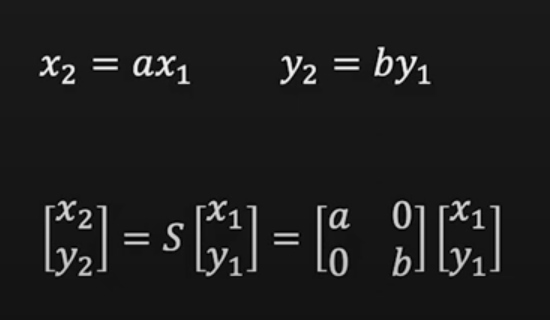 x₂ = ax₁ y₂ = by₁
[x₂ y₂] = S [x₁ y₁] = [a 0 0 b] [x₁ y₁]